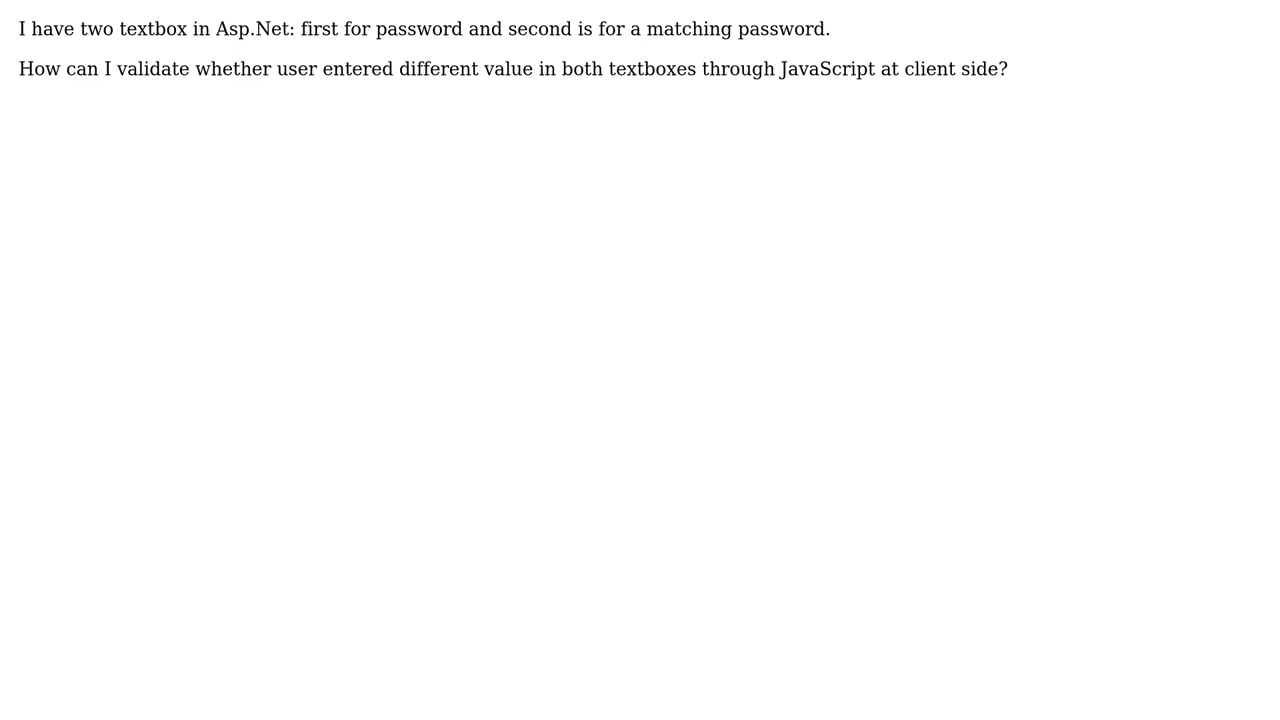 I have two textbox in Asp.Net: first for password and second is for a matching password.
How can I validate whether user entered different value in both textboxes through JavaScript at client side?